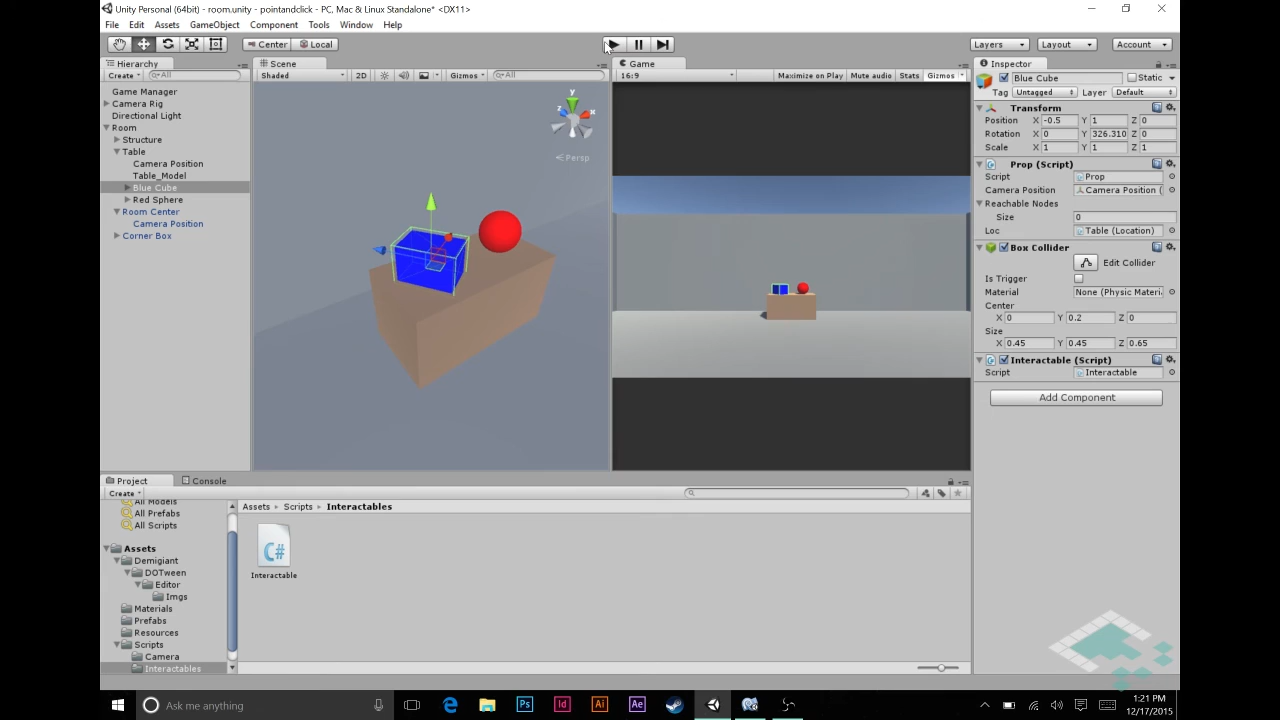 Unity Personal (64bit) - room.unity - pointandclick - PC, Mac & Linux Standalone* <DX11>
File Edit Assets GameObject Component Tools Window Help
Center Local
Layers Layout Account
Hierarchy
Create All
Game Manager
Camera Rig
Directional Light
Room
Structure
Table
Camera Position
Table_Model
Blue Cube
Red Sphere
Room Center
Camera Position
Corner Box
Scene
Shaded 2D Gizmos All
y
x
z
Persp
Game
16:9 Maximize on Play Mute audio Stats Gizmos
Inspector
Blue Cube Static
Tag Untagged Layer Default
Transform
Position X -0.5 Y 1 Z 0
Rotation X 0 Y 326.310 Z 0
Scale X 1 Y 1 Z 1
Prop (Script)
Script Prop
Camera Position Camera Position (
Reachable Nodes
Size 0
Loc Table (Location)
Box Collider
Edit Collider
Is Trigger
Material None (Physic Materi
Center
X 0 Y 0.2 Z 0
Size
X 0.45 Y 0.45 Z 0.65
Interactable (Script)
Script Interactable
Add Component
Project Console
Create
All Models
All Prefabs
All Scripts
Assets
Demigiant
DOTween
Editor
Imgs
Materials
Prefabs
Resources
Scripts
Camera
Interactables
Assets Scripts Interactables
C#
Interactable
Ask me anything
Ps Id Ai Ae
1:21 PM
12/17/2015